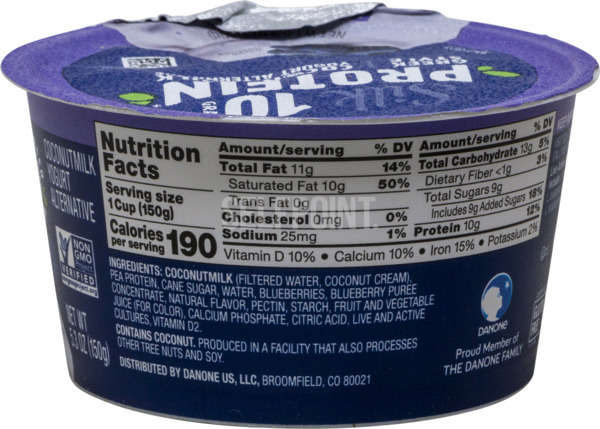 Silk
PROTEIN
10
GRAMS
COCONUTMILK
YOGURT
ALTERNATIVE
NON
GMO
VERIFIED
NET WT
5.3 OZ (150g)
Nutrition
Facts
Serving size
1 Cup (150g)
Calories
per serving 190
Amount/serving % DV
Total Fat 11g 14%
Saturated Fat 10g 50%
Trans Fat 0g
Cholesterol 0mg 0%
Sodium 25mg 1%
Amount/serving % DV
Total Carbohydrate 13g 5%
Dietary Fiber <1g 3%
Total Sugars 9g
Includes 9g Added Sugars 18%
Protein 10g 12%
Vitamin D 10% • Calcium 10% • Iron 15% • Potassium 2%
INGREDIENTS: COCONUTMILK (FILTERED WATER, COCONUT CREAM),
PEA PROTEIN, CANE SUGAR, WATER, BLUEBERRIES, BLUEBERRY PUREE
CONCENTRATE, NATURAL FLAVOR, PECTIN, STARCH, FRUIT AND VEGETABLE
JUICE (FOR COLOR), CALCIUM PHOSPHATE, CITRIC ACID, LIVE AND ACTIVE
CULTURES, VITAMIN D2.
CONTAINS COCONUT. PRODUCED IN A FACILITY THAT ALSO PROCESSES
OTHER TREE NUTS AND SOY.
DISTRIBUTED BY DANONE US, LLC, BROOMFIELD, CO 80021
DANONE
Proud Member of
THE DANONE FAMILY